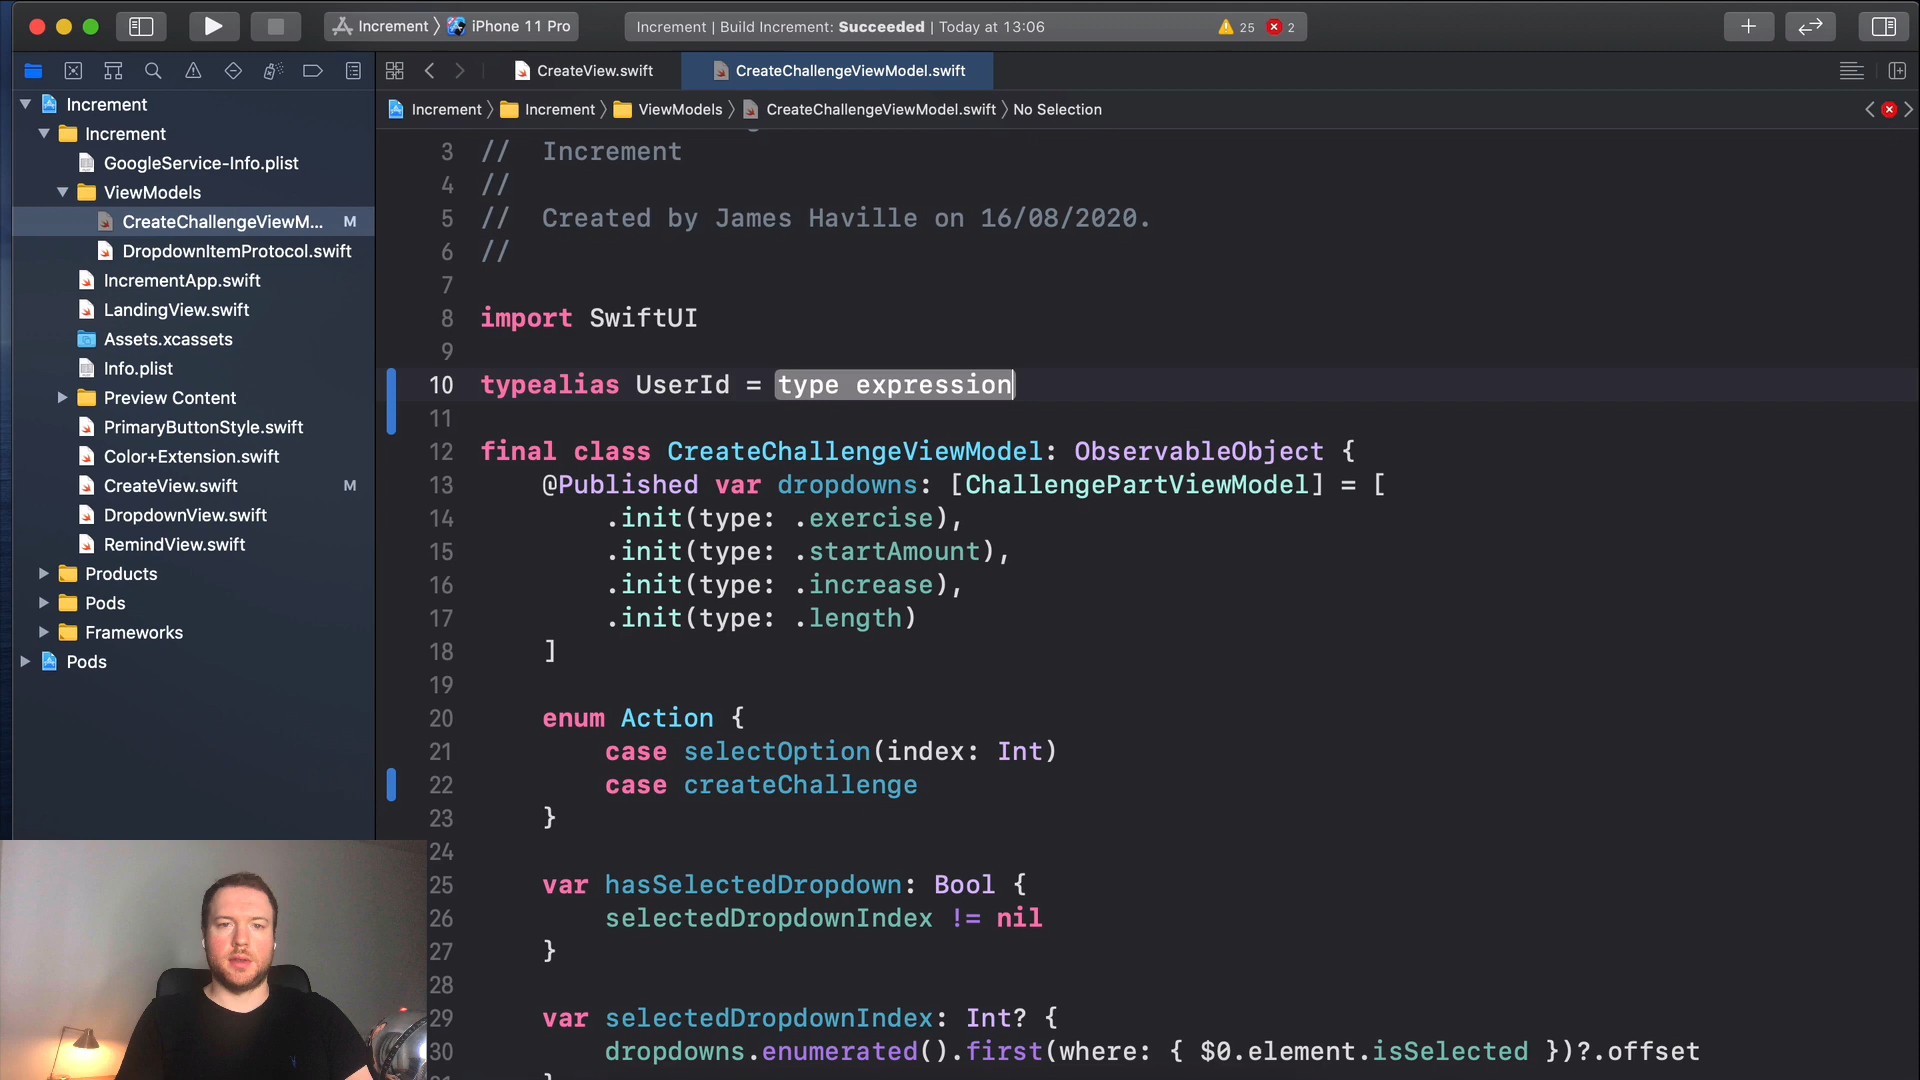 Increment
iPhone 11 Pro
Increment | Build Increment: Succeeded | Today at 13:06
25
2
CreateView.swift
CreateChallengeViewModel.swift
Increment
Increment
ViewModels
CreateChallengeViewModel.swift
No Selection
Increment
Increment
GoogleService-Info.plist
ViewModels
CreateChallengeViewM... M
DropdownItemProtocol.swift
IncrementApp.swift
LandingView.swift
Assets.xcassets
Info.plist
Preview Content
PrimaryButtonStyle.swift
Color+Extension.swift
CreateView.swift M
DropdownView.swift
RemindView.swift
Products
Pods
Frameworks
Pods
3 //  Increment
4 //
5 //  Created by James Haville on 16/08/2020.
6 //
7
8 import SwiftUI
9
10 typealias UserId = type expression
11
12 final class CreateChallengeViewModel: ObservableObject {
13     @Published var dropdowns: [ChallengePartViewModel] = [
14         .init(type: .exercise),
15         .init(type: .startAmount),
16         .init(type: .increase),
17         .init(type: .length)
18     ]
19
20     enum Action {
21         case selectOption(index: Int)
22         case createChallenge
23     }
24
25     var hasSelectedDropdown: Bool {
26         selectedDropdownIndex != nil
27     }
28
29     var selectedDropdownIndex: Int? {
30         dropdowns.enumerated().first(where: { $0.element.isSelected })?.offset